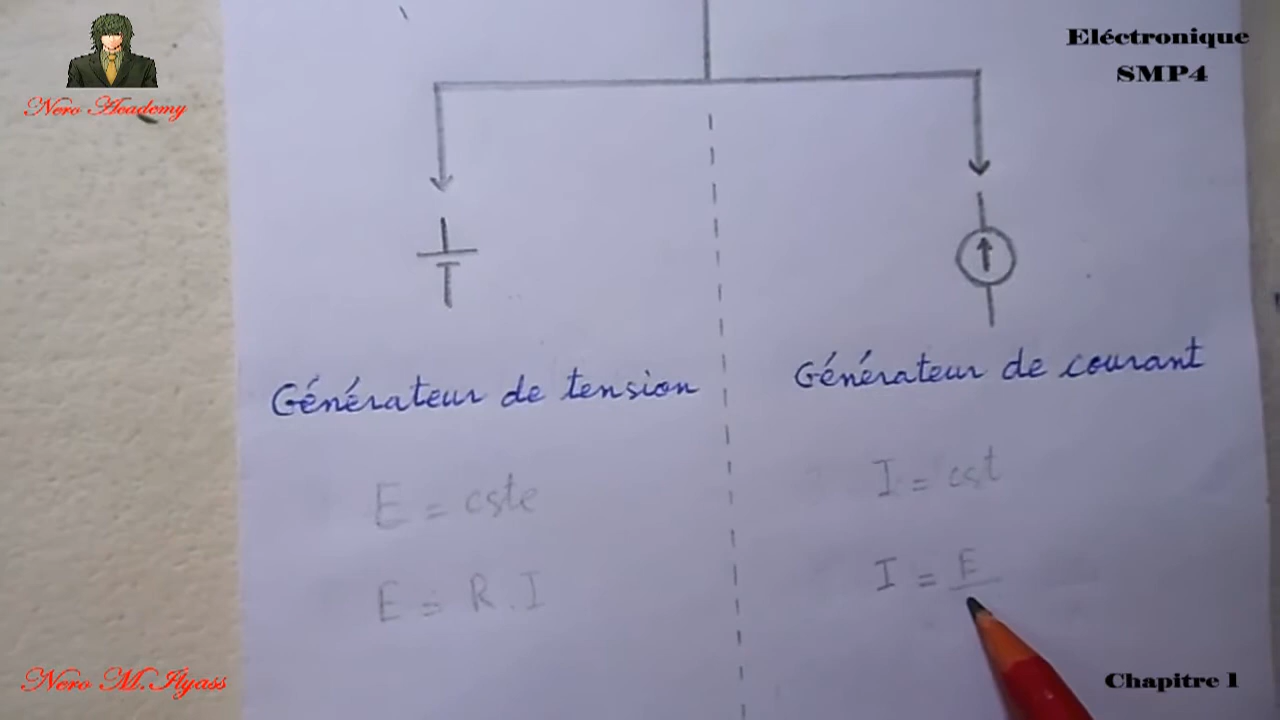 Nero Academy
Eléctronique
SMP4
Générateur de tension
E = cste
E = R.I
Générateur de courant
I = cst
I = E
Nero M.Ilyass
Chapitre 1